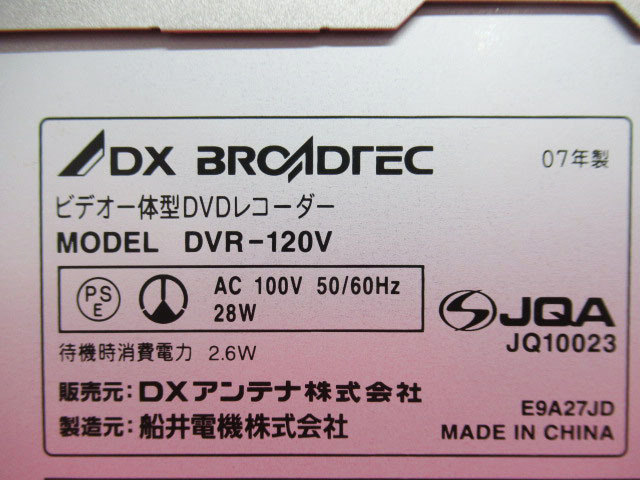 DX BROADTEC
07年製
ビデオ一体型DVDレコーダー
MODEL DVR-120V
PS
E
AC 100V 50/60Hz
28W
JQA
JQ10023
待機時消費電力 2.6W
販売元: DXアンテナ株式会社
製造元: 船井電機株式会社
E9A27JD
MADE IN CHINA